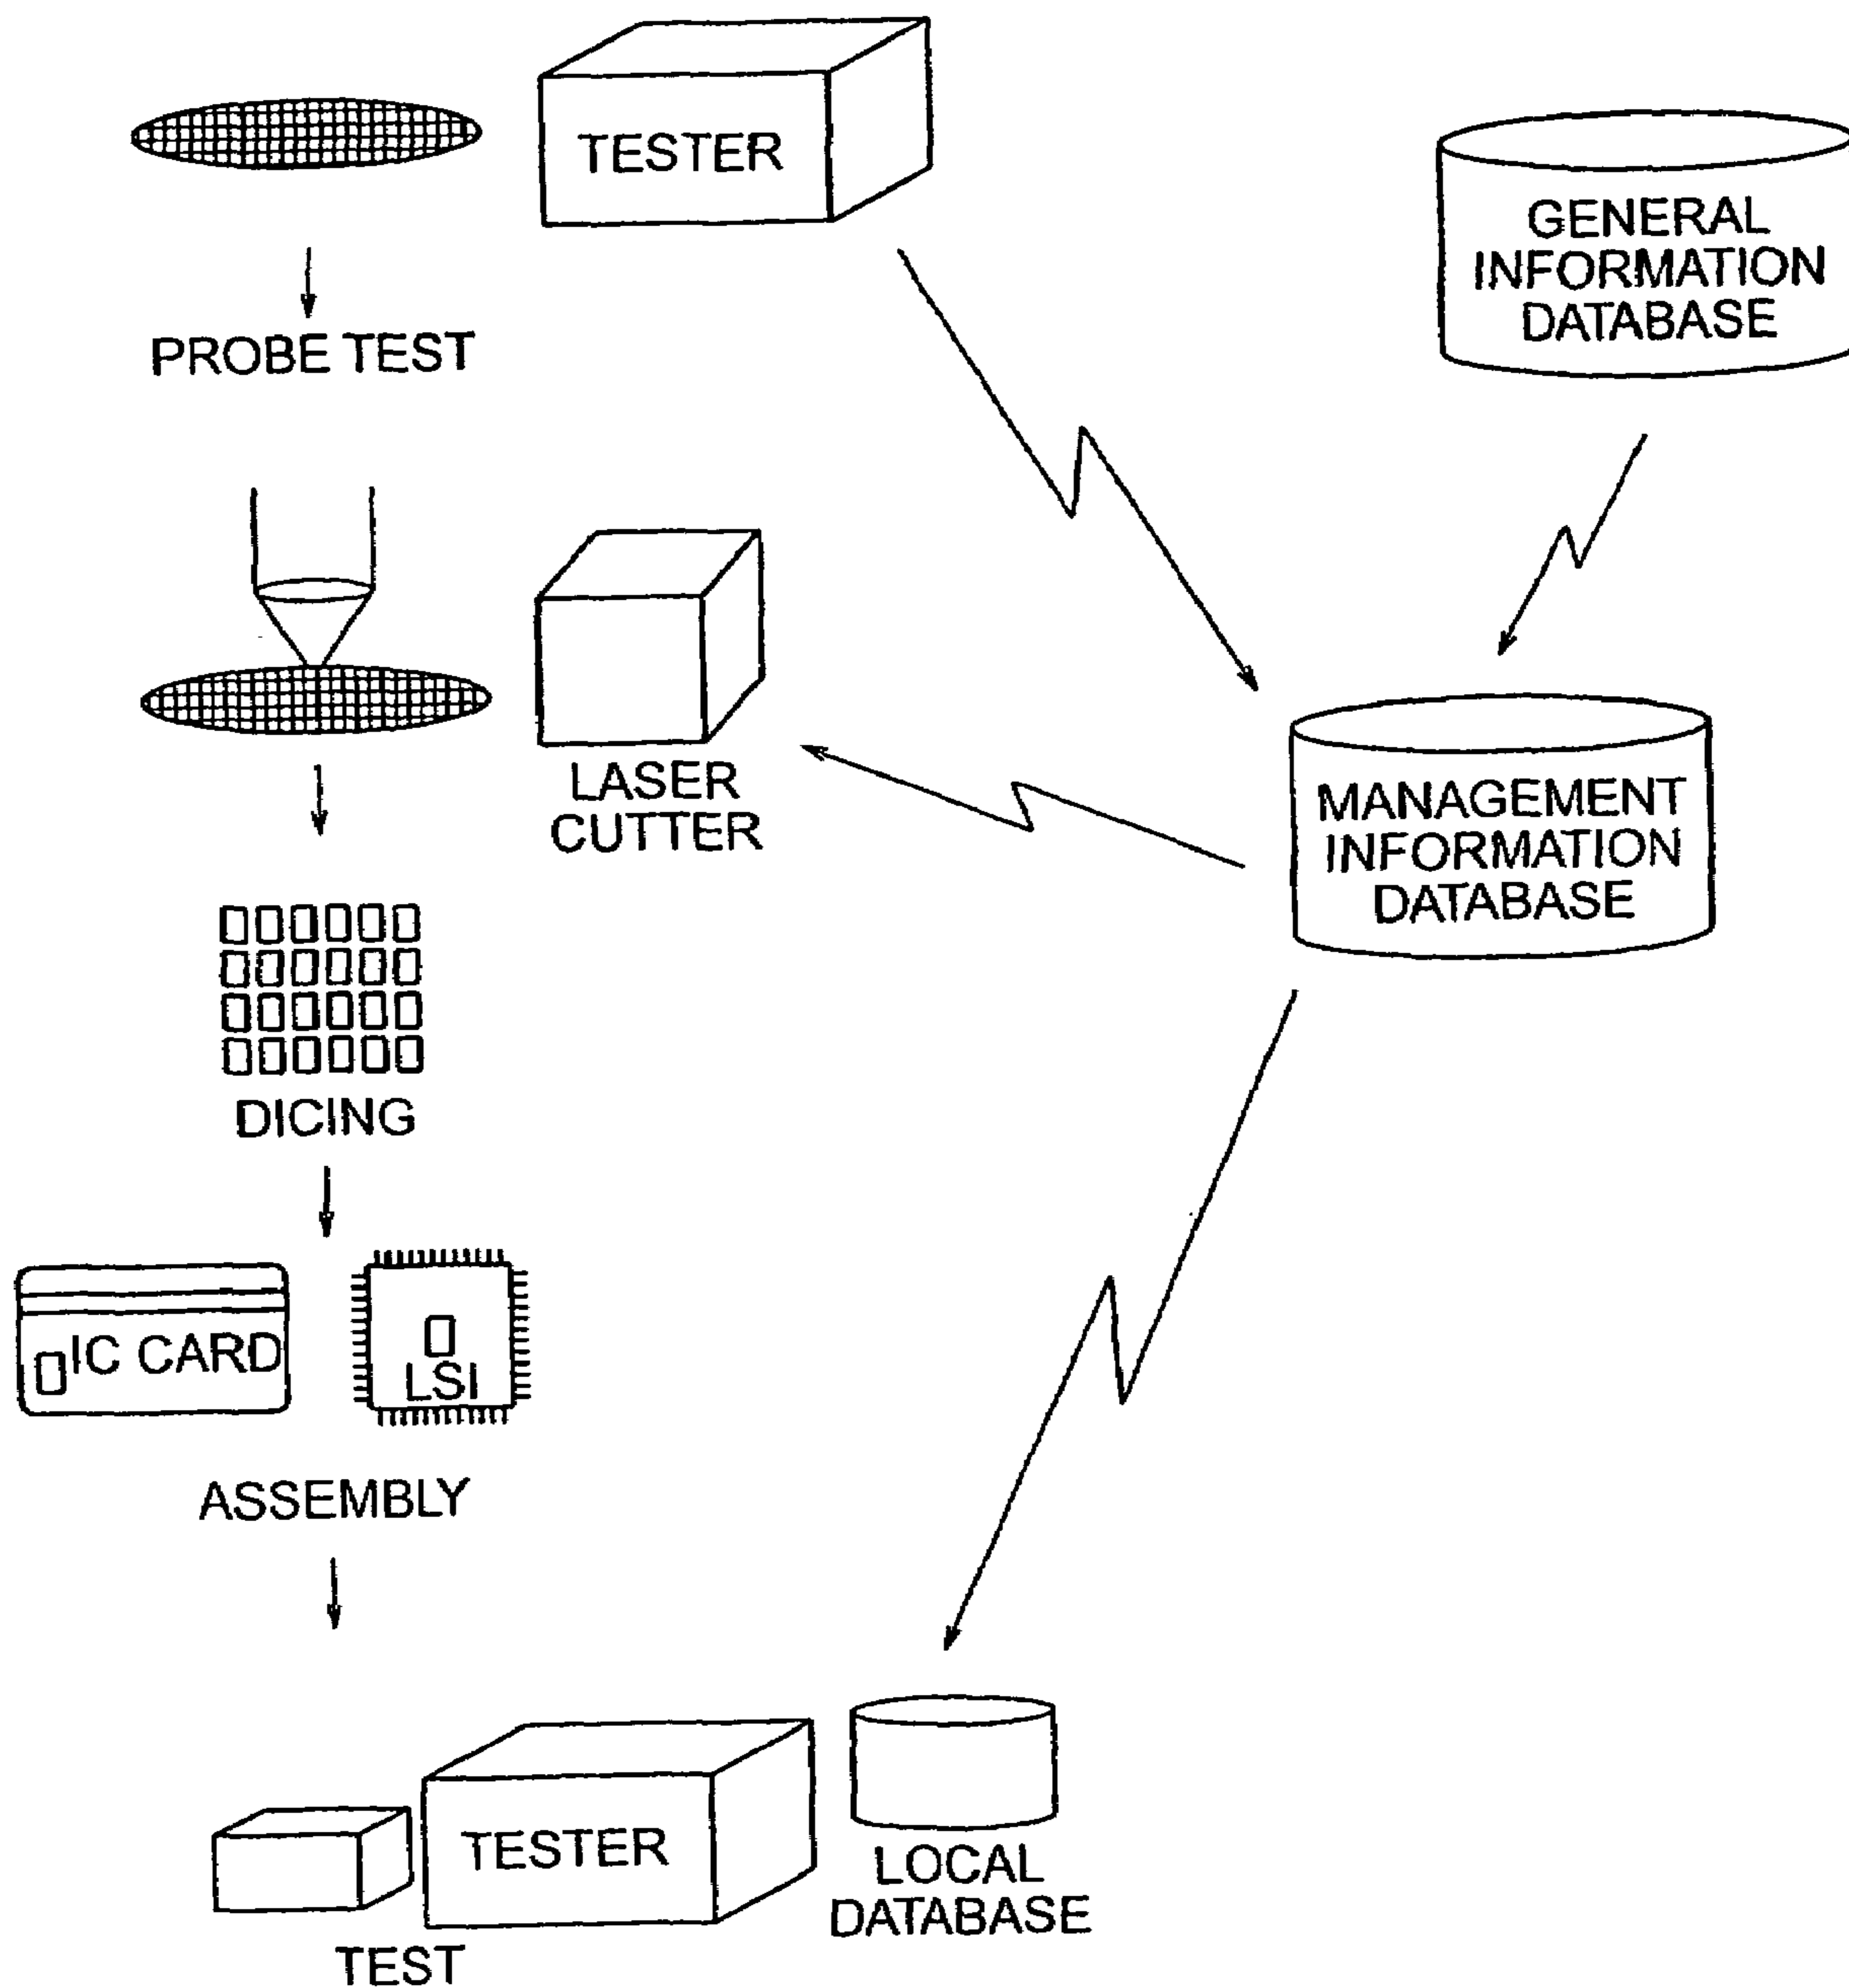 TESTER
GENERAL
INFORMATION
DATABASE
PROBE TEST
LASER
CUTTER
MANAGEMENT
INFORMATION
DATABASE
DICING
IC CARD
LSI
ASSEMBLY
TESTER
LOCAL
DATABASE
TEST